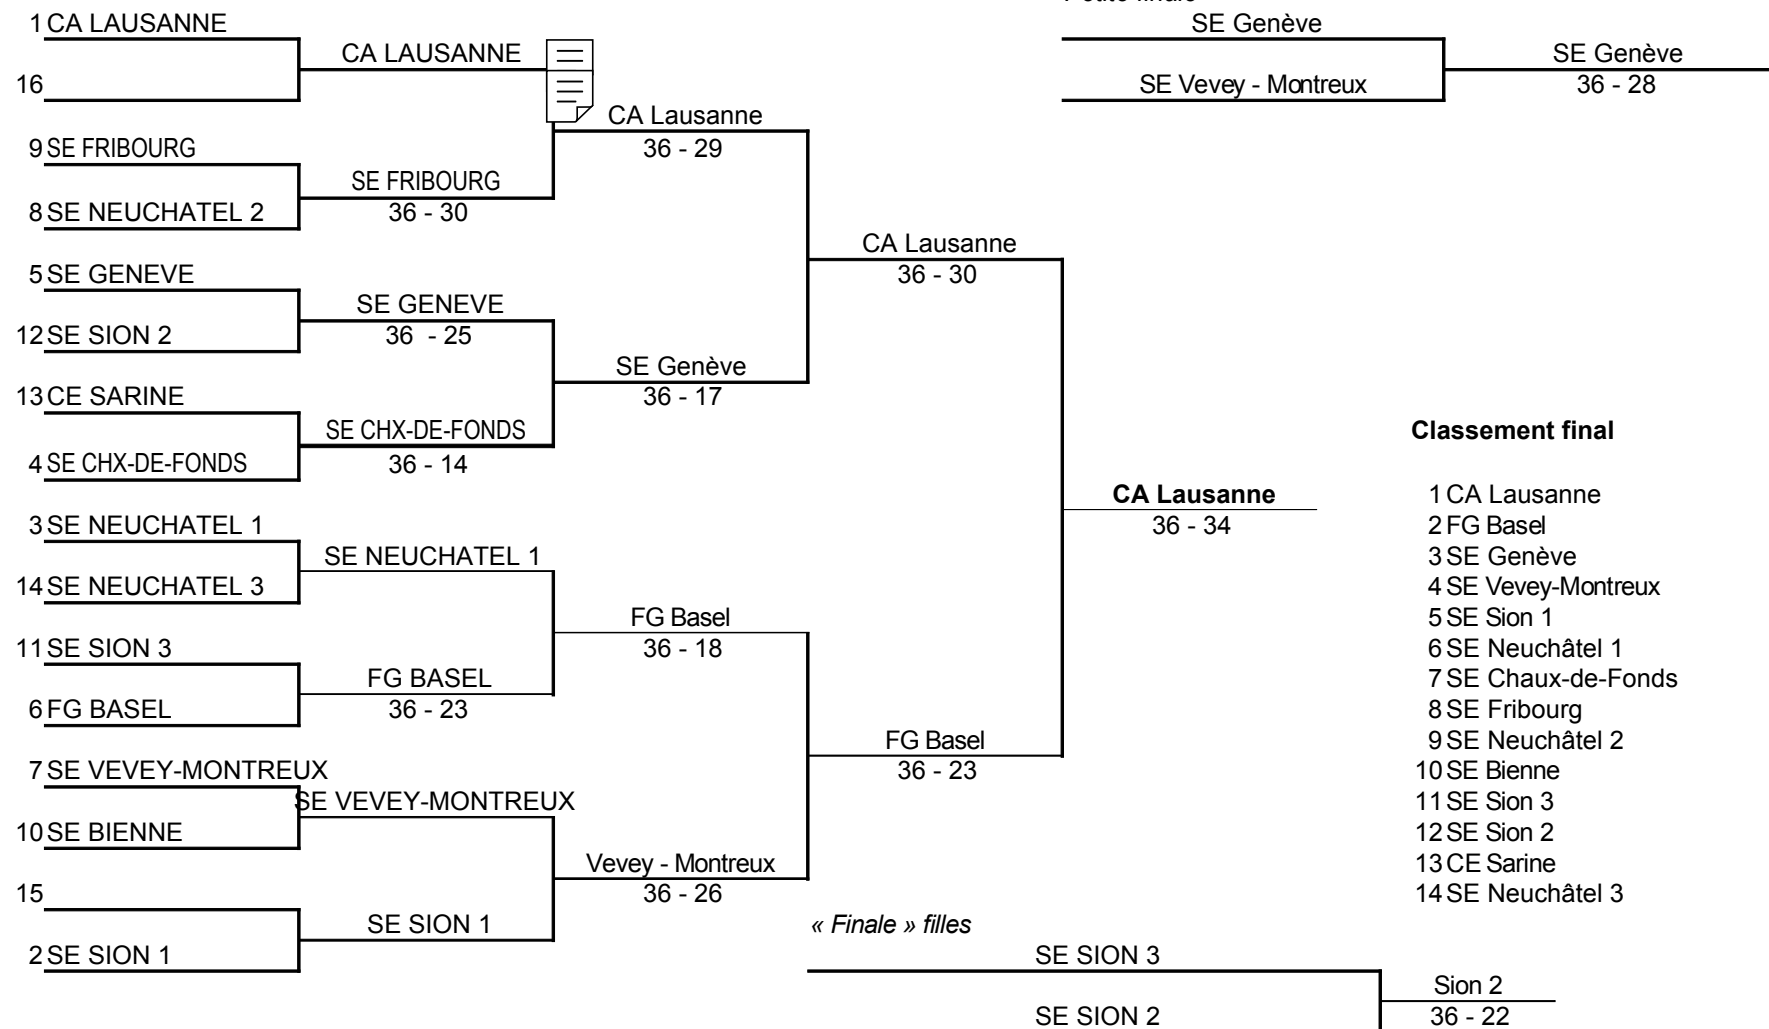 Petite finale
1 CA LAUSANNE
CA LAUSANNE
16
9 SE FRIBOURG
SE FRIBOURG
36 - 30
8 SE NEUCHATEL 2
CA Lausanne
36 - 29
5 SE GENEVE
SE GENEVE
36 - 25
12 SE SION 2
13 CE SARINE
SE CHX-DE-FONDS
36 - 14
4 SE CHX-DE-FONDS
SE Genève
36 - 17
CA Lausanne
36 - 30
3 SE NEUCHATEL 1
SE NEUCHATEL 1
14 SE NEUCHATEL 3
11 SE SION 3
FG BASEL
36 - 23
6 FG BASEL
FG Basel
36 - 18
7 SE VEVEY-MONTREUX
SE VEVEY-MONTREUX
10 SE BIENNE
15
SE SION 1
2 SE SION 1
Vevey - Montreux
36 - 26
FG Basel
36 - 23
CA Lausanne
36 - 34
SE Genève
SE Vevey - Montreux
SE Genève
36 - 28
Classement final
1 CA Lausanne
2 FG Basel
3 SE Genève
4 SE Vevey-Montreux
5 SE Sion 1
6 SE Neuchâtel 1
7 SE Chaux-de-Fonds
8 SE Fribourg
9 SE Neuchâtel 2
10 SE Bienne
11 SE Sion 3
12 SE Sion 2
13 CE Sarine
14 SE Neuchâtel 3
« Finale » filles
SE SION 3
SE SION 2
Sion 2
36 - 22